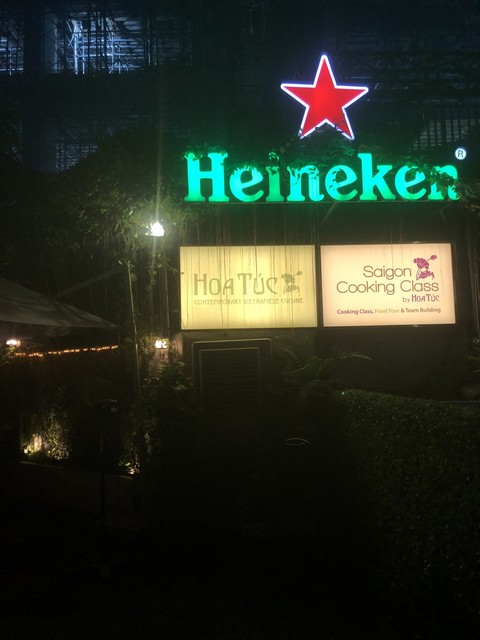 Heineken®
HOA TÚC
CONTEMPORARY VIETNAMESE CUISINE
Saigon
Cooking Class
by HOA TÚC
Cooking Class, Food Tour & Team Building